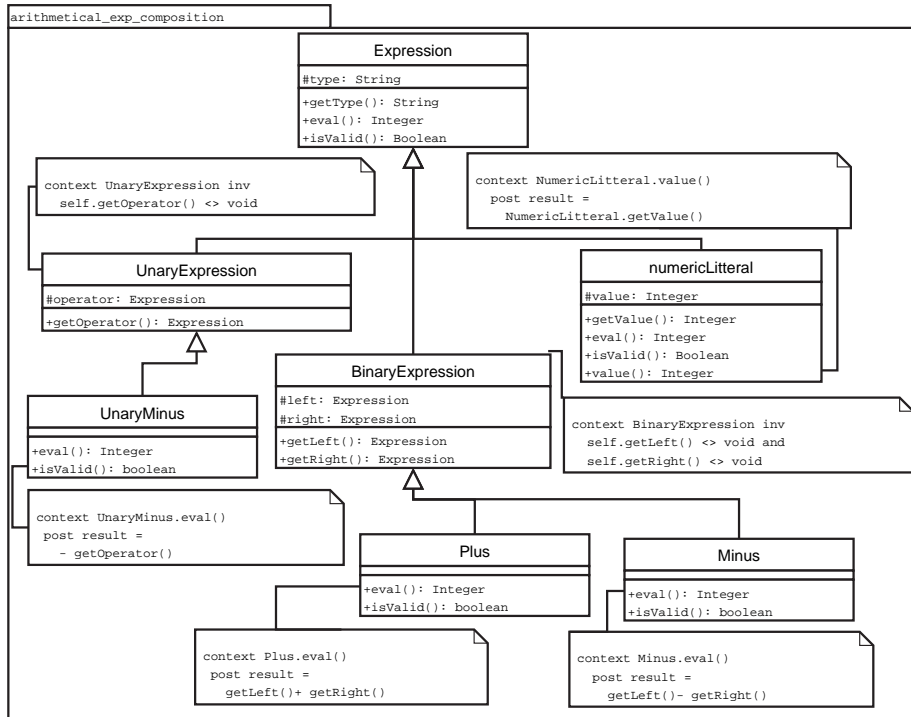 arithmetical_exp_composition
Expression
#type: String
+getType(): String
+eval(): Integer
+isValid(): Boolean
context UnaryExpression inv
self.getOperator() <> void
context NumericLitteral.value()
post result =
NumericLitteral.getValue()
UnaryExpression
#operator: Expression
+getOperator(): Expression
numericLitteral
#value: Integer
+getValue(): Integer
+eval(): Integer
+isValid(): Boolean
+value(): Integer
BinaryExpression
#left: Expression
#right: Expression
+getLeft(): Expression
+getRight(): Expression
UnaryMinus
+eval(): Integer
+isValid(): boolean
context BinaryExpression inv
self.getLeft() <> void and
self.getRight() <> void
context UnaryMinus.eval()
post result =
- getOperator()
Plus
+eval(): Integer
+isValid(): boolean
Minus
+eval(): Integer
+isValid(): boolean
context Plus.eval()
post result =
getLeft()+ getRight()
context Minus.eval()
post result =
getLeft()- getRight()